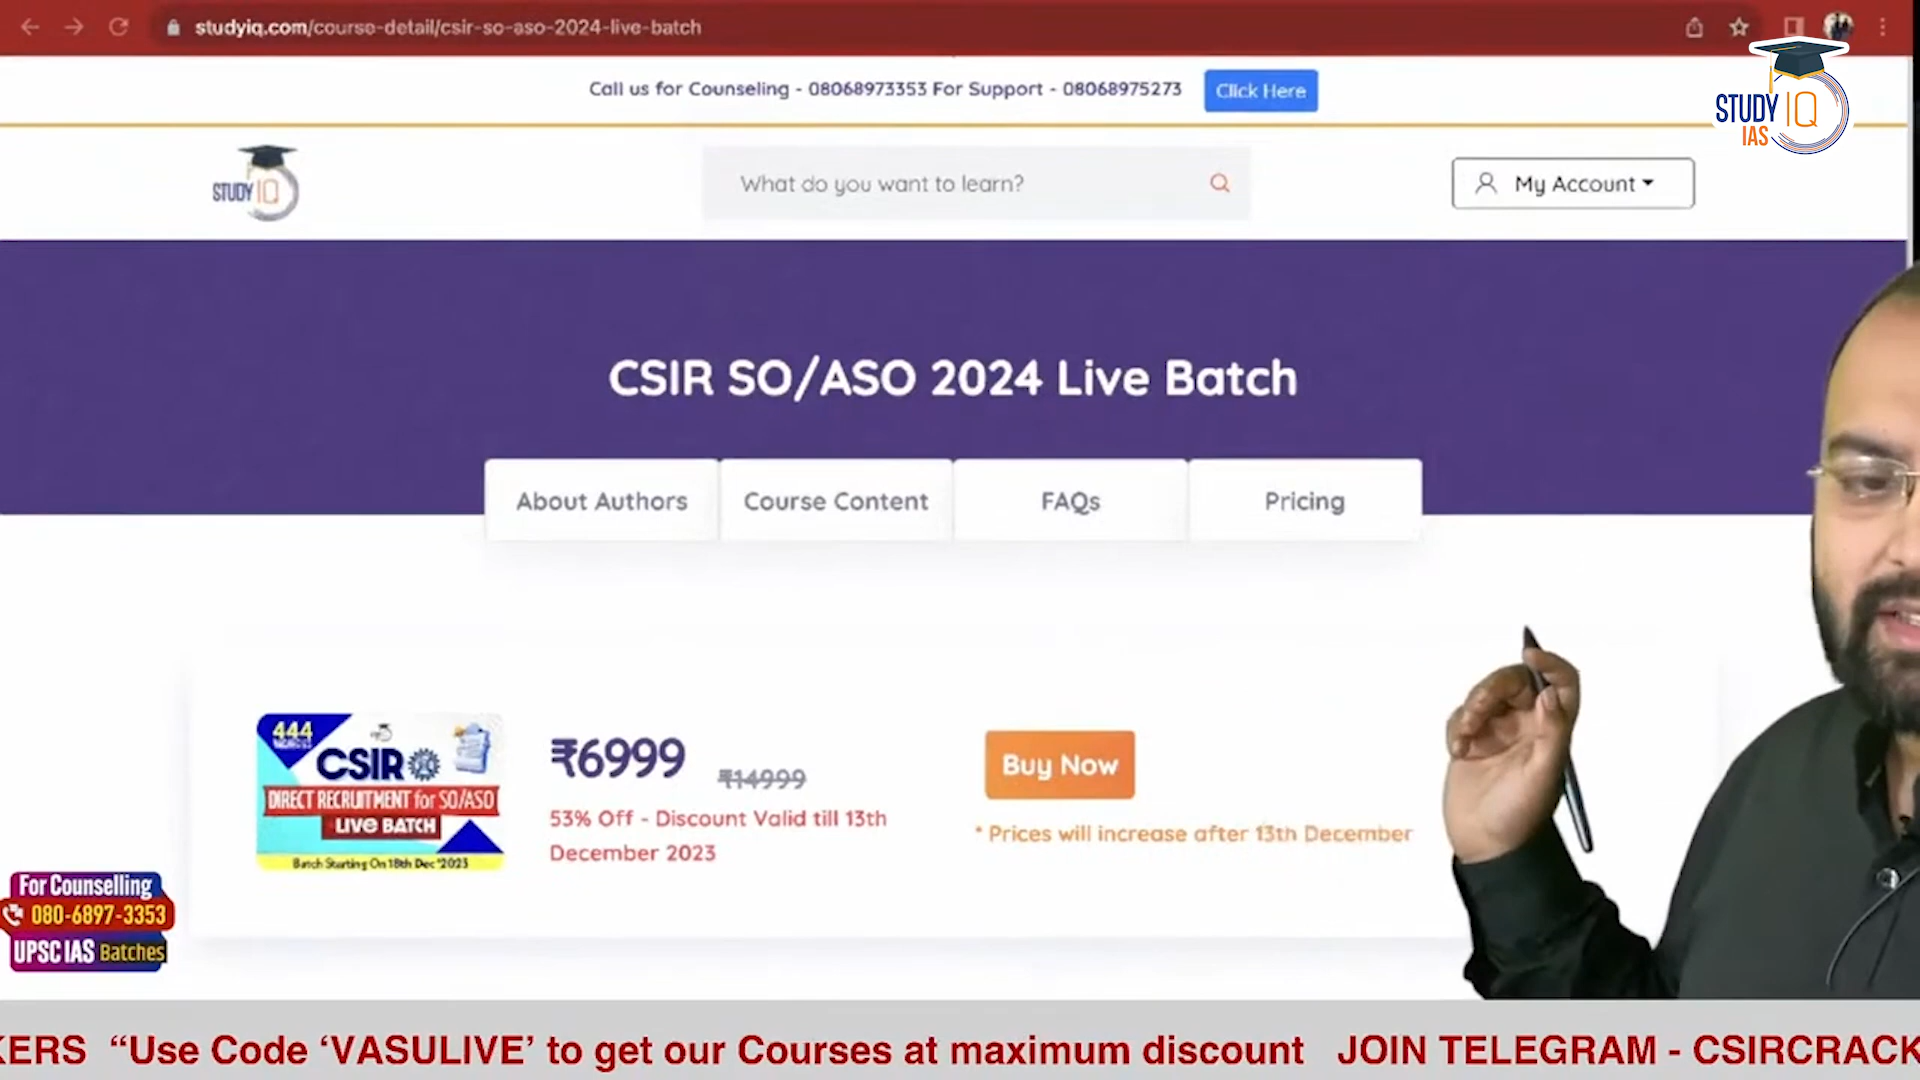 studyiq.com/course-detail/csir-so-aso-2024-live-batch
Call us for Counseling - 08068973353 For Support - 08068975273
Click Here
STUDY IQ
IAS
STUDY IQ
What do you want to learn?
My Account
CSIR SO/ASO 2024 Live Batch
About Authors
Course Content
FAQs
Pricing
444
VACANCIES
CSIR
DIRECT RECRUITMENT for SO/ASO
LIVE BATCH
Batch Starting On 18th Dec '2023
₹6999
₹14999
53% Off - Discount Valid till 13th
December 2023
Buy Now
* Prices will increase after 13th December
For Counselling
080-6897-3353
UPSC IAS Batches
KERS “Use Code ‘VASULIVE’ to get our Courses at maximum discount JOIN TELEGRAM - CSIRCRACK